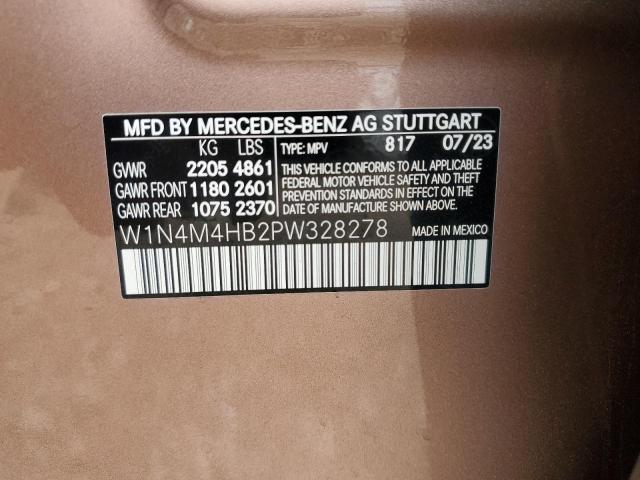 MFD BY MERCEDES-BENZ AG STUTTGART
KG LBS TYPE: MPV 817 07/23
GVWR 2205 4861
GAWR FRONT 1180 2601
GAWR REAR 1075 2370
THIS VEHICLE CONFORMS TO ALL APPLICABLE
FEDERAL MOTOR VEHICLE SAFETY AND THEFT
PREVENTION STANDARDS IN EFFECT ON THE
DATE OF MANUFACTURE SHOWN ABOVE.
W1N4M4HB2PW328278 MADE IN MEXICO